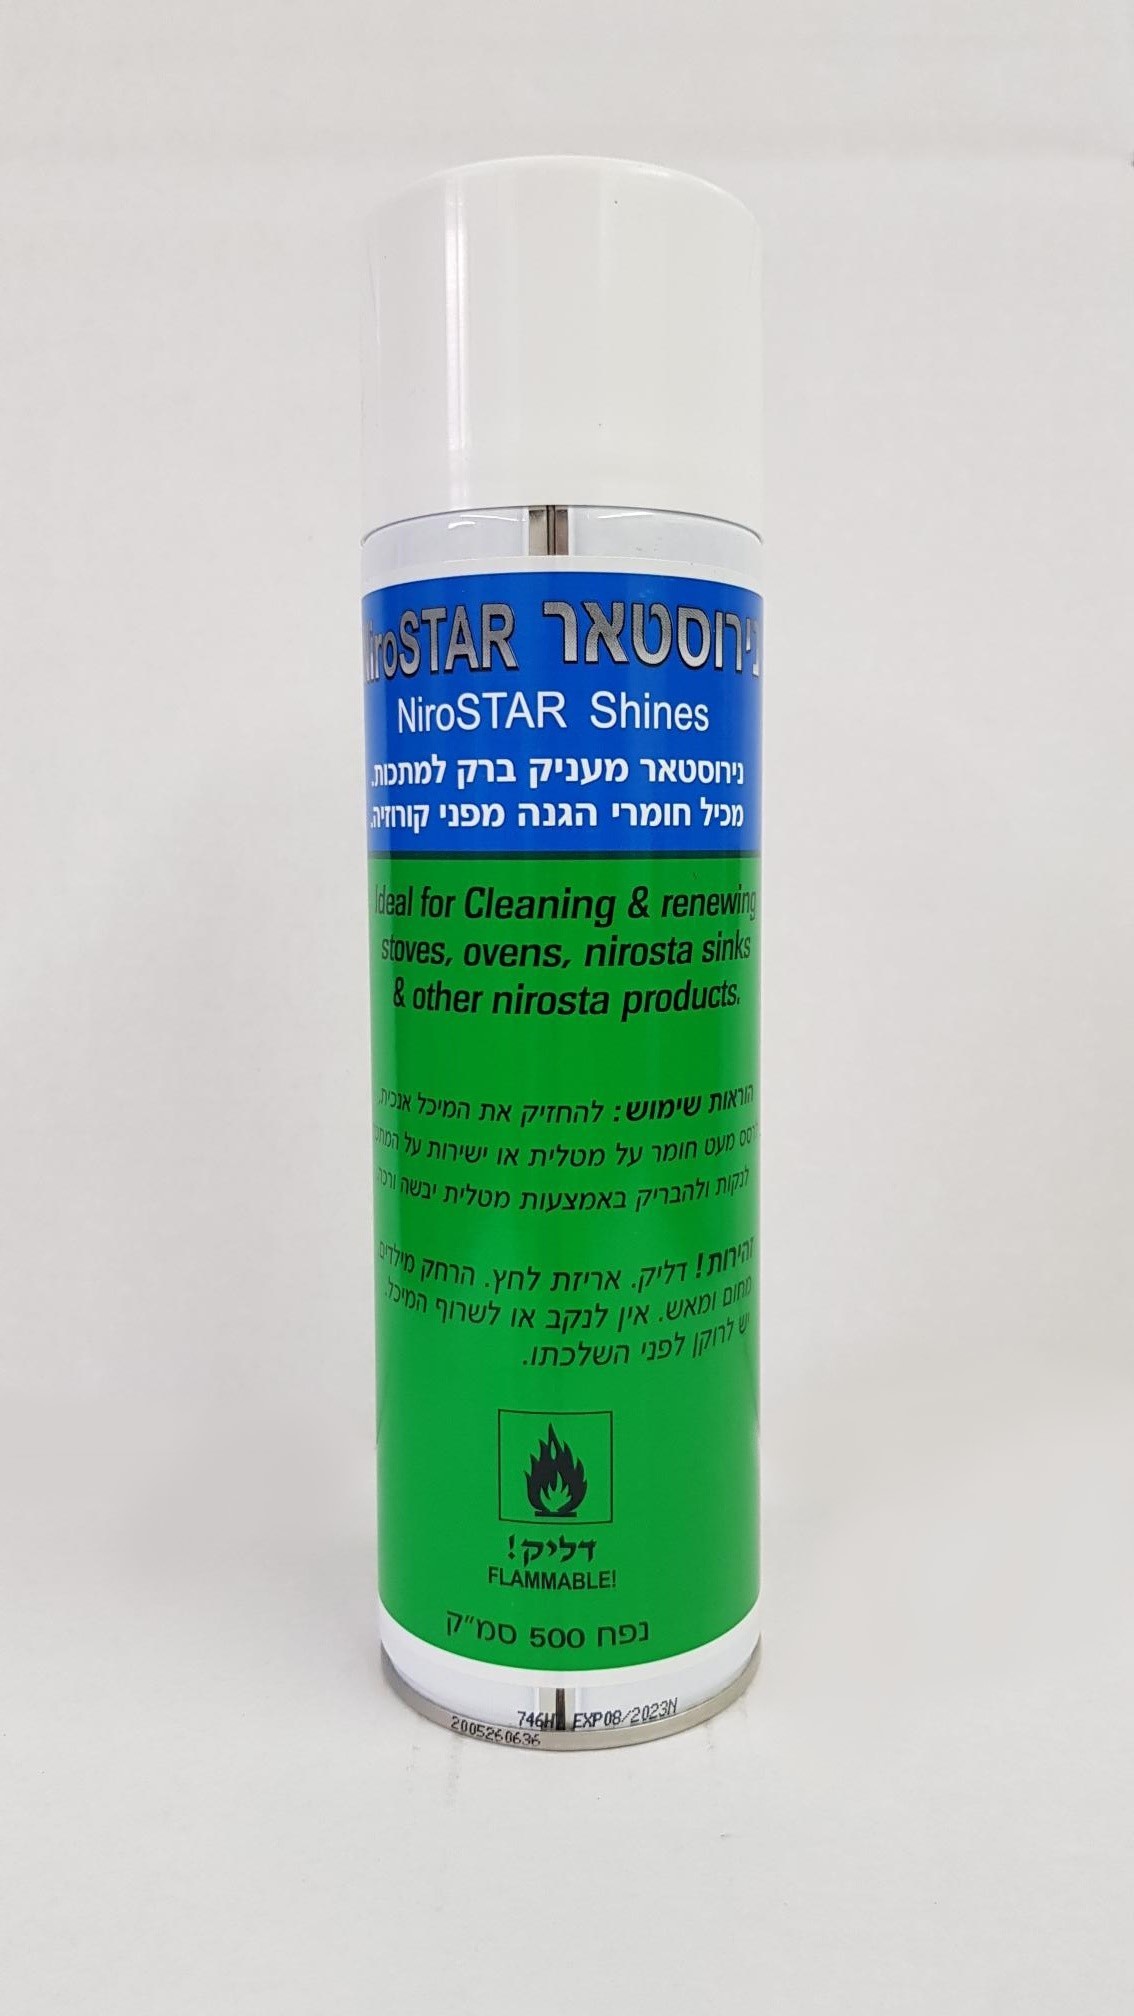 NiroSTAR נירוסטאר
NiroSTAR Shines
נירוסטאר מעניק ברק למתכות.
מכיל חומרי הגנה מפני קורוזיה.
Ideal for Cleaning & renewing
stoves, ovens, nirosta sinks
& other nirosta products.
הוראות שימוש: להחזיק את המיכל אנכית,
לרסס מעט חומר על מטלית או ישירות על
לנקות ולהבריק באמצעות מטלית יבשה ורכה.
זהירות! דליק. אריזת לחץ. הרחק מילדים,
מחום ומאש. אין לנקב או לשרוף המיכל.
יש לרוקן לפני השלכתו.
דליק!
FLAMMABLE!
נפח 500 סמ"ק
EXP08/2023N
2005260636